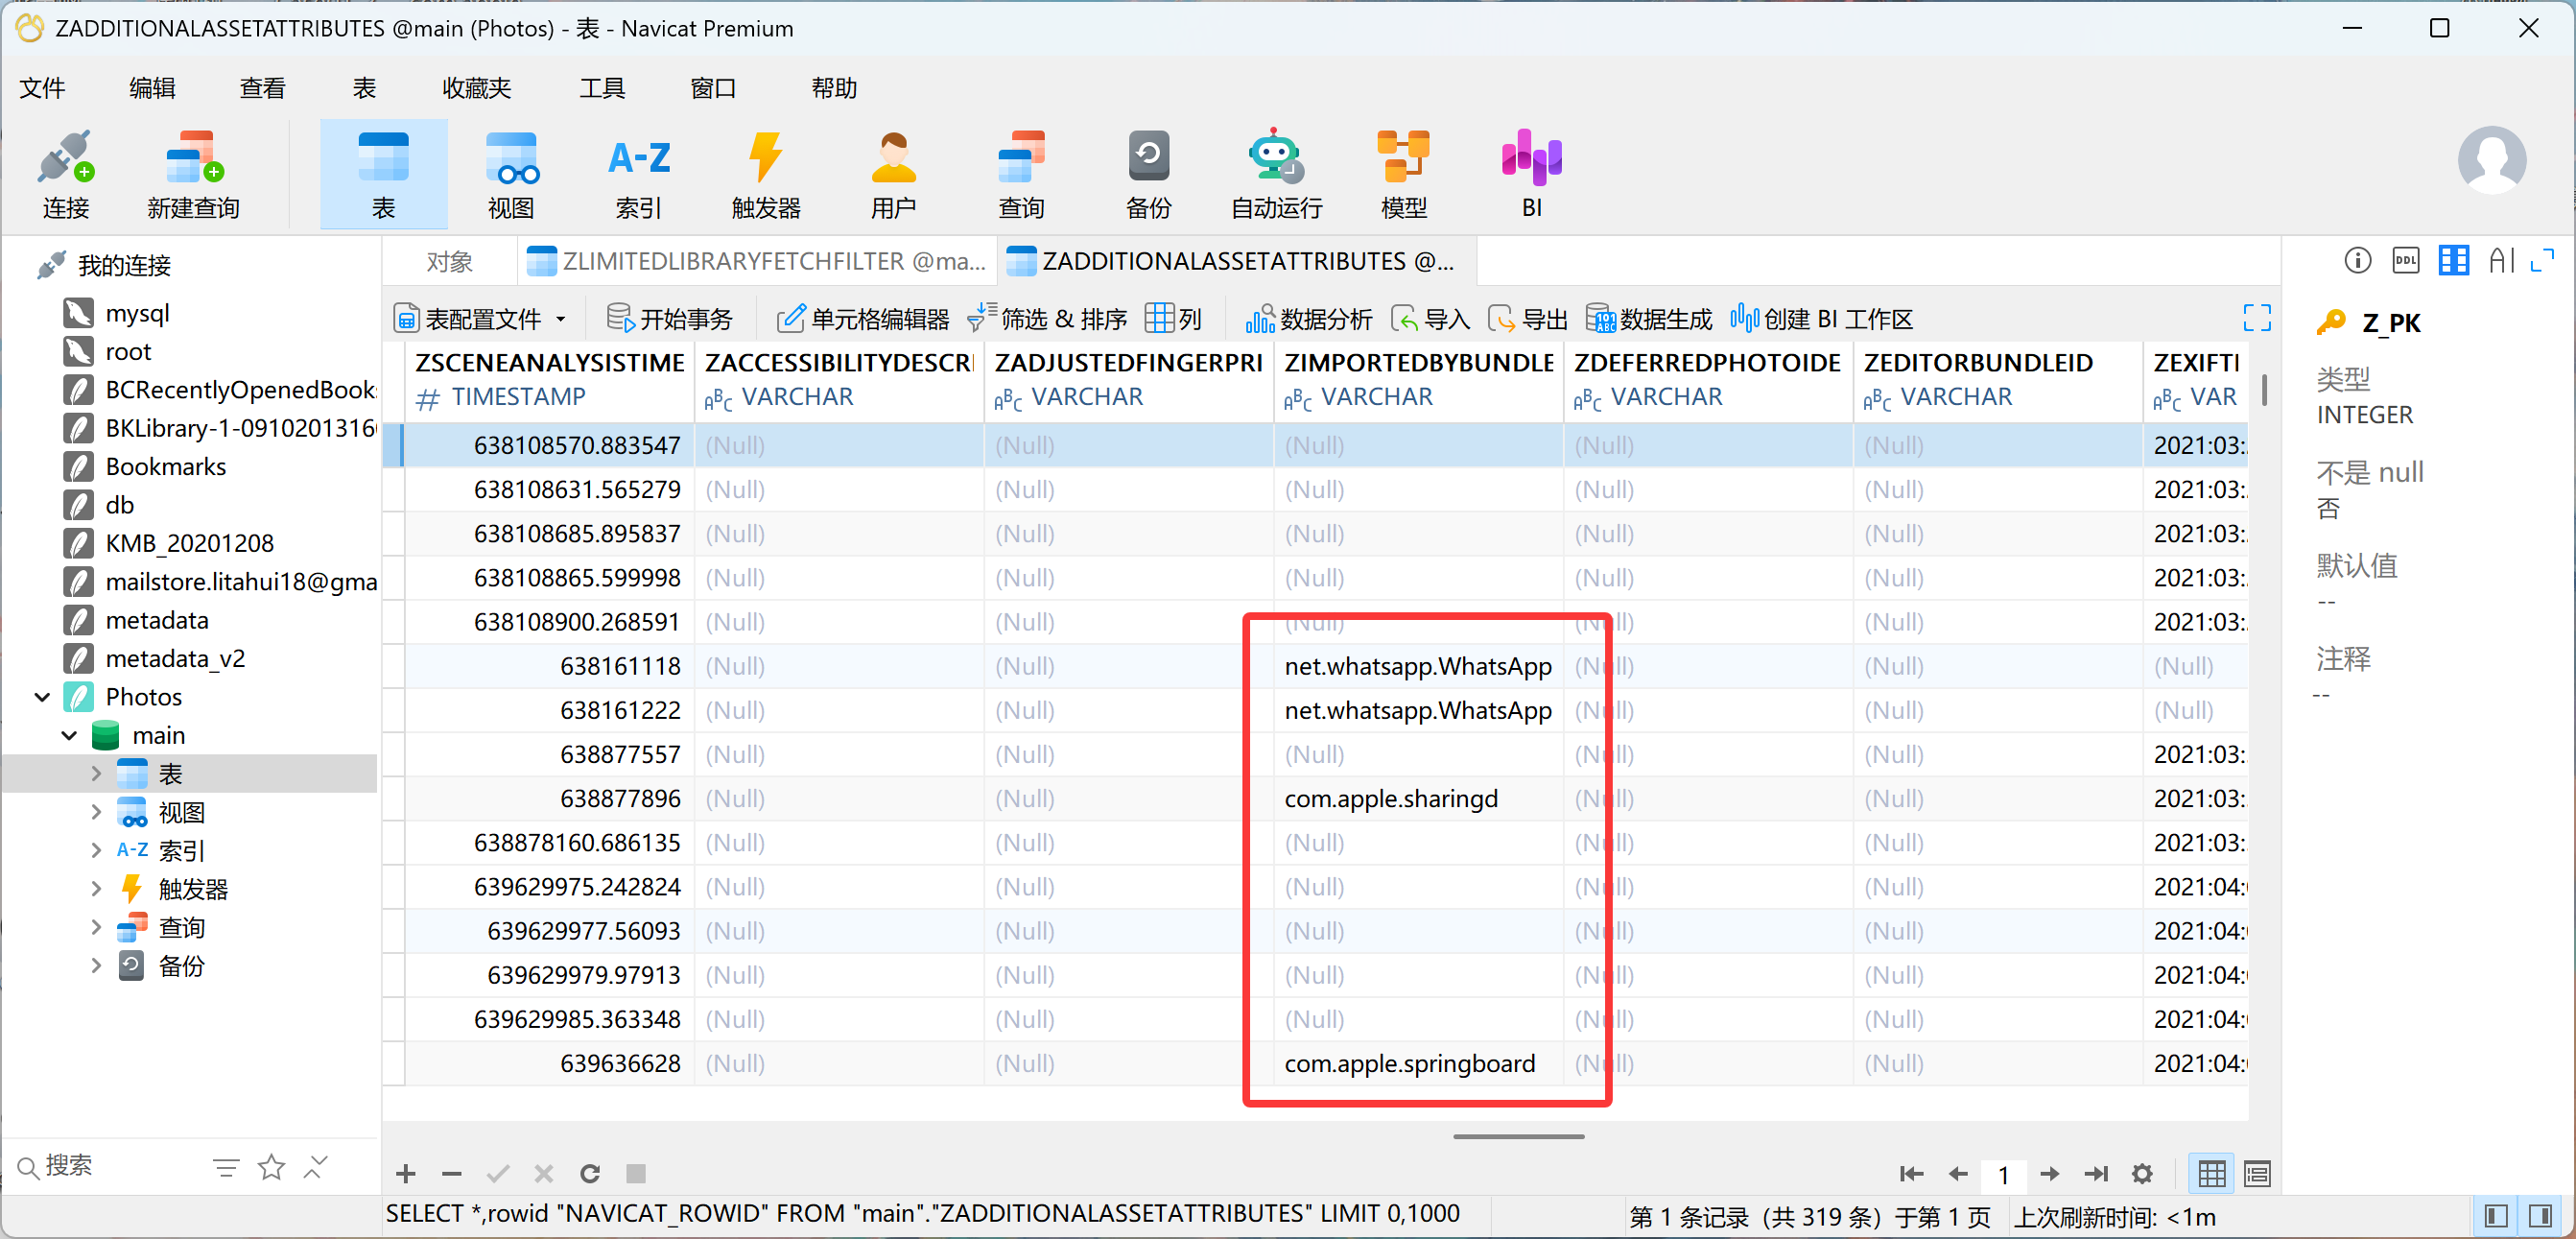 ZADDITIONALASSETATTRIBUTES @main (Photos) - 表 - Navicat Premium
文件 编辑 查看 表 收藏夹 工具 窗口 帮助
连接 新建查询 表 视图 索引 触发器 用户 查询 备份 自动运行 模型 BI
我的连接
mysql
root
BCRecentlyOpenedBooks
BKLibrary-1-091020131601
Bookmarks
db
KMB_20201208
mailstore.litahui18@gma
metadata
metadata_v2
Photos
main
表
视图
A-Z 索引
触发器
查询
备份
搜索
对象 ZLIMITEDLIBRARYFETCHFILTER @ma... ZADDITIONALASSETATTRIBUTES @...
表配置文件 开始事务 单元格编辑器 筛选 & 排序 列 数据分析 导入 导出 数据生成 创建 BI 工作区
ZSCENEANALYSISTIME ZACCESSIBILITYDESCRI ZADJUSTEDFINGERPRI ZIMPORTEDBYBUNDLE ZDEFERREDPHOTOIDE ZEDITORBUNDLEID ZEXIFTI
# TIMESTAMP ABC VARCHAR ABC VARCHAR ABC VARCHAR ABC VARCHAR ABC VARCHAR ABC VAR
638108570.883547 (Null) (Null) (Null) (Null) (Null) 2021:03:
638108631.565279 (Null) (Null) (Null) (Null) (Null) 2021:03:
638108685.895837 (Null) (Null) (Null) (Null) (Null) 2021:03:
638108865.599998 (Null) (Null) (Null) (Null) (Null) 2021:03:
638108900.268591 (Null) (Null) (Null) (Null) (Null) 2021:03:
638161118 (Null) (Null) net.whatsapp.WhatsApp (Null) (Null) (Null)
638161222 (Null) (Null) net.whatsapp.WhatsApp (Null) (Null) (Null)
638877557 (Null) (Null) (Null) (Null) (Null) 2021:03:
638877896 (Null) (Null) com.apple.sharingd (Null) (Null) 2021:03:
638878160.686135 (Null) (Null) (Null) (Null) (Null) 2021:03:
639629975.242824 (Null) (Null) (Null) (Null) (Null) 2021:04:
639629977.56093 (Null) (Null) (Null) (Null) (Null) 2021:04:
639629979.97913 (Null) (Null) (Null) (Null) (Null) 2021:04:
639629985.363348 (Null) (Null) (Null) (Null) (Null) 2021:04:
639636628 (Null) (Null) com.apple.springboard (Null) (Null) 2021:04:
1
SELECT *,rowid "NAVICAT_ROWID" FROM "main"."ZADDITIONALASSETATTRIBUTES" LIMIT 0,1000
第 1 条记录（共 319 条）于第 1 页 上次刷新时间: <1m
DDL AI
Z_PK
类型
INTEGER
不是 null
否
默认值
--
注释
--